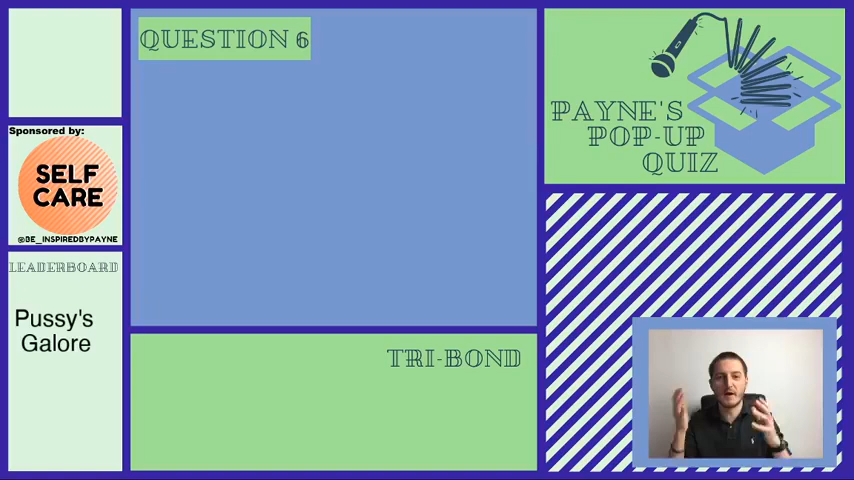 QUESTION 6
Sponsored by:
SELF
CARE
@BE_INSPIREDBYPAYNE
LEADERBOARD
Pussy's
Galore
TRI-BOND
PAYNE'S
POP-UP
QUIZ